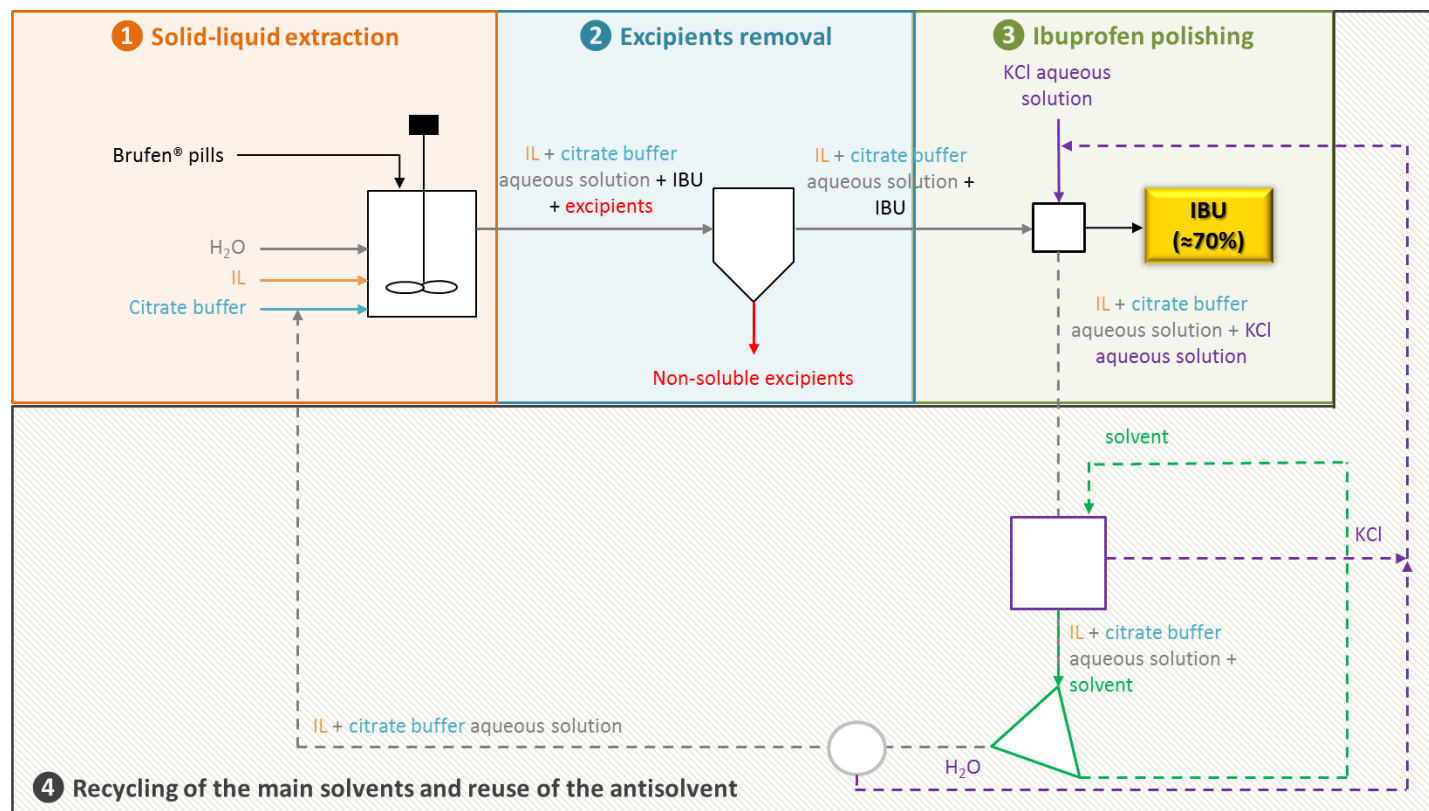 1 Solid-liquid extraction
2 Excipients removal
3 Ibuprofen polishing
KCl aqueous
solution
Brufen® pills
IL + citrate buffer
aqueous solution + IBU
+ excipients
IL + citrate buffer
aqueous solution +
IBU
IBU
(≈70%)
H₂O
IL
Citrate buffer
IL + citrate buffer
aqueous solution + KCl
aqueous solution
Non-soluble excipients
solvent
KCl
IL + citrate buffer
aqueous solution +
solvent
IL + citrate buffer aqueous solution
H₂O
4 Recycling of the main solvents and reuse of the antisolvent